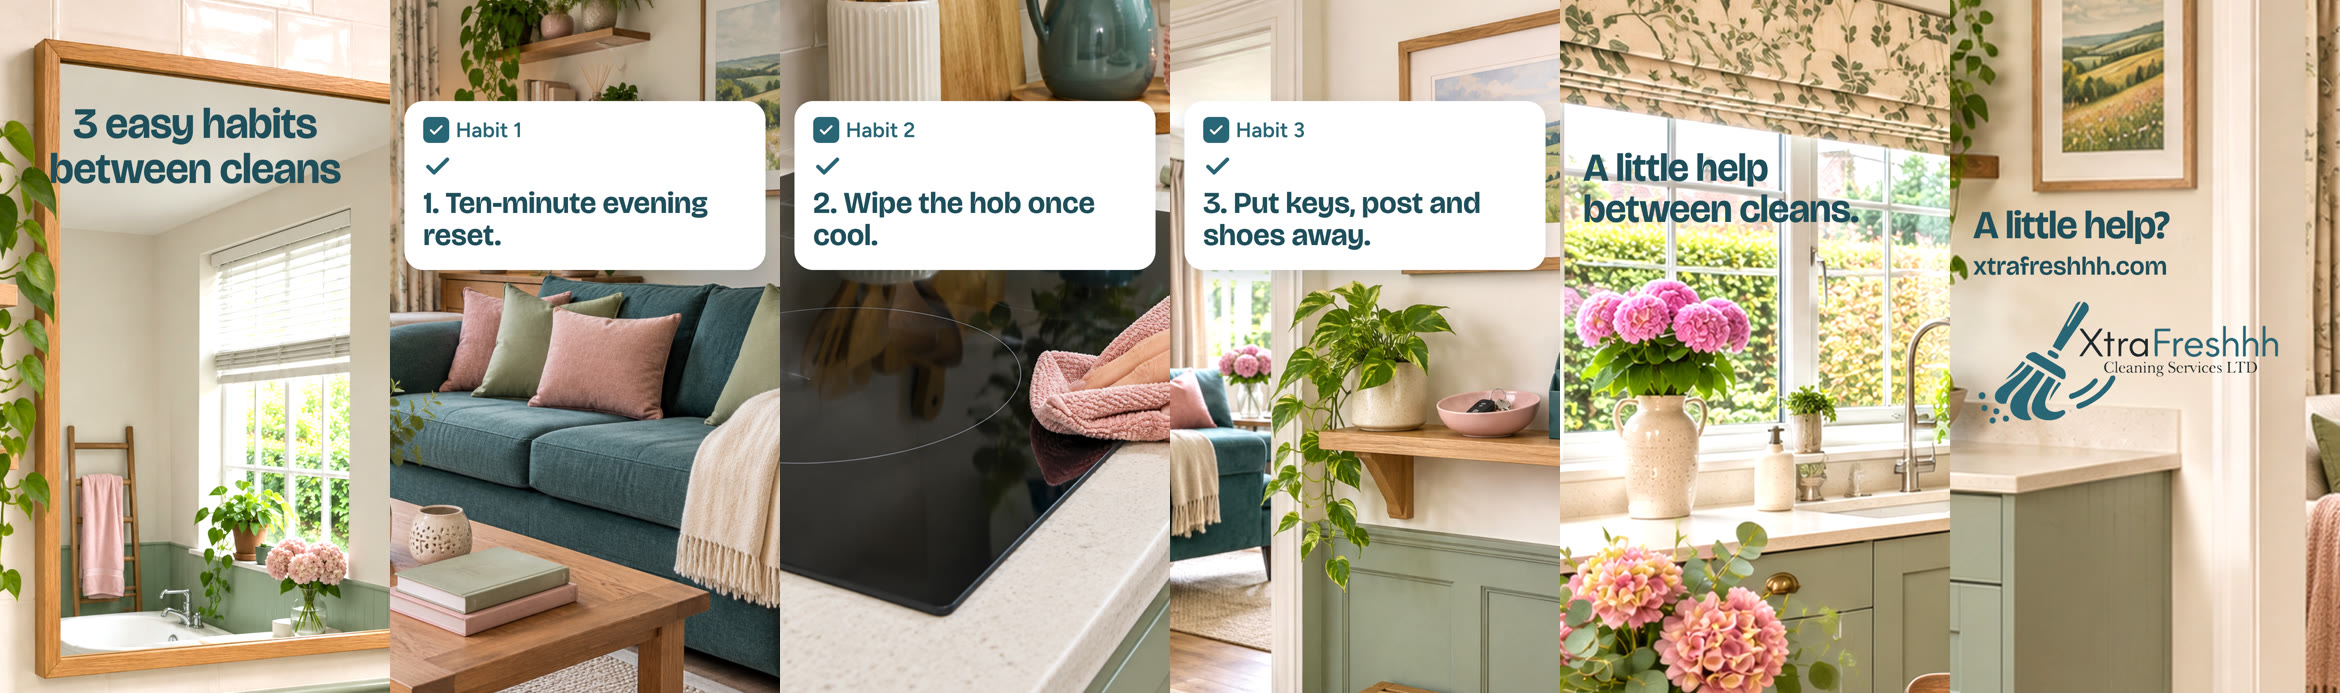 3 easy habits
between cleans
Habit 1
1. Ten-minute evening
reset.
Habit 2
2. Wipe the hob once
cool.
Habit 3
3. Put keys, post and
shoes away.
A little help
between cleans.
A little help?
xtrafreshhh.com
XtraFreshhh
Cleaning Services LTD